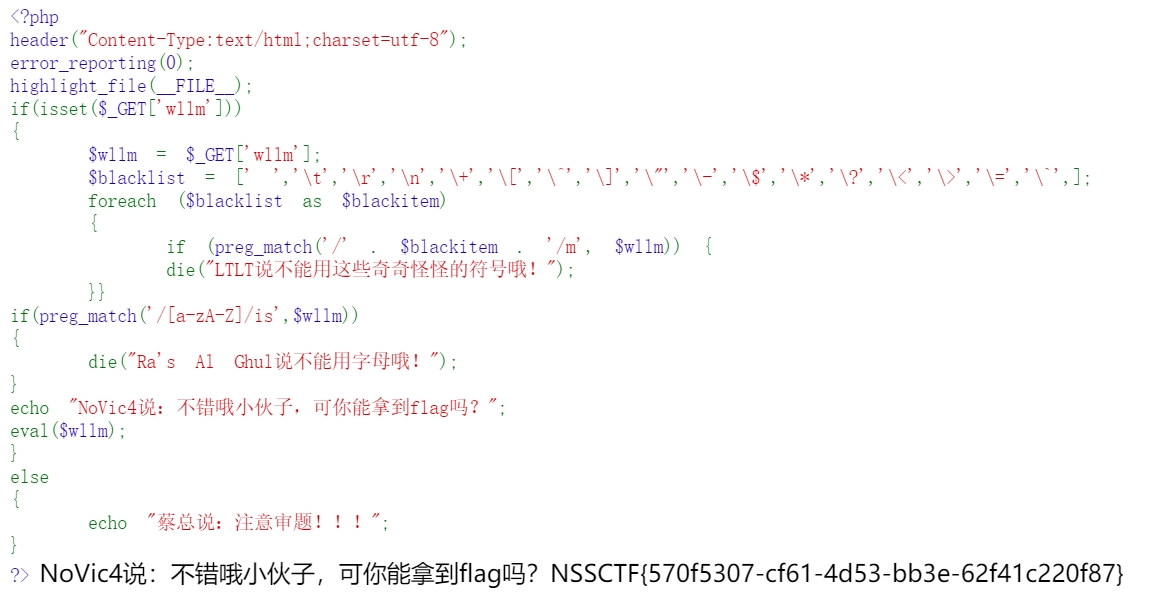 <?php
header("Content-Type:text/html;charset=utf-8");
error_reporting(0);
highlight_file(__FILE__);
if(isset($_GET['wllm']))
{
        $wllm = $_GET['wllm'];
        $blacklist = [' ','\t','\r','\n','\+','\[','\^','\]','\"','\-','\$','\*','\?','\<','\>','\=','\`',];
        foreach ($blacklist as $blackitem)
        {
                if (preg_match('/' . $blackitem . '/m', $wllm)) {
                die("LTLT说不能用这些奇奇怪怪的符号哦！");
        }}
if(preg_match('/[a-zA-Z]/is',$wllm))
{
        die("Ra's Al Ghul说不能用字母哦！");
}
echo "NoVic4说：不错哦小伙子，可你能拿到flag吗？";
eval($wllm);
}
else
{
        echo "蔡总说：注意审题！！！";
}
?> NoVic4说：不错哦小伙子，可你能拿到flag吗？NSSCTF{570f5307-cf61-4d53-bb3e-62f41c220f87}